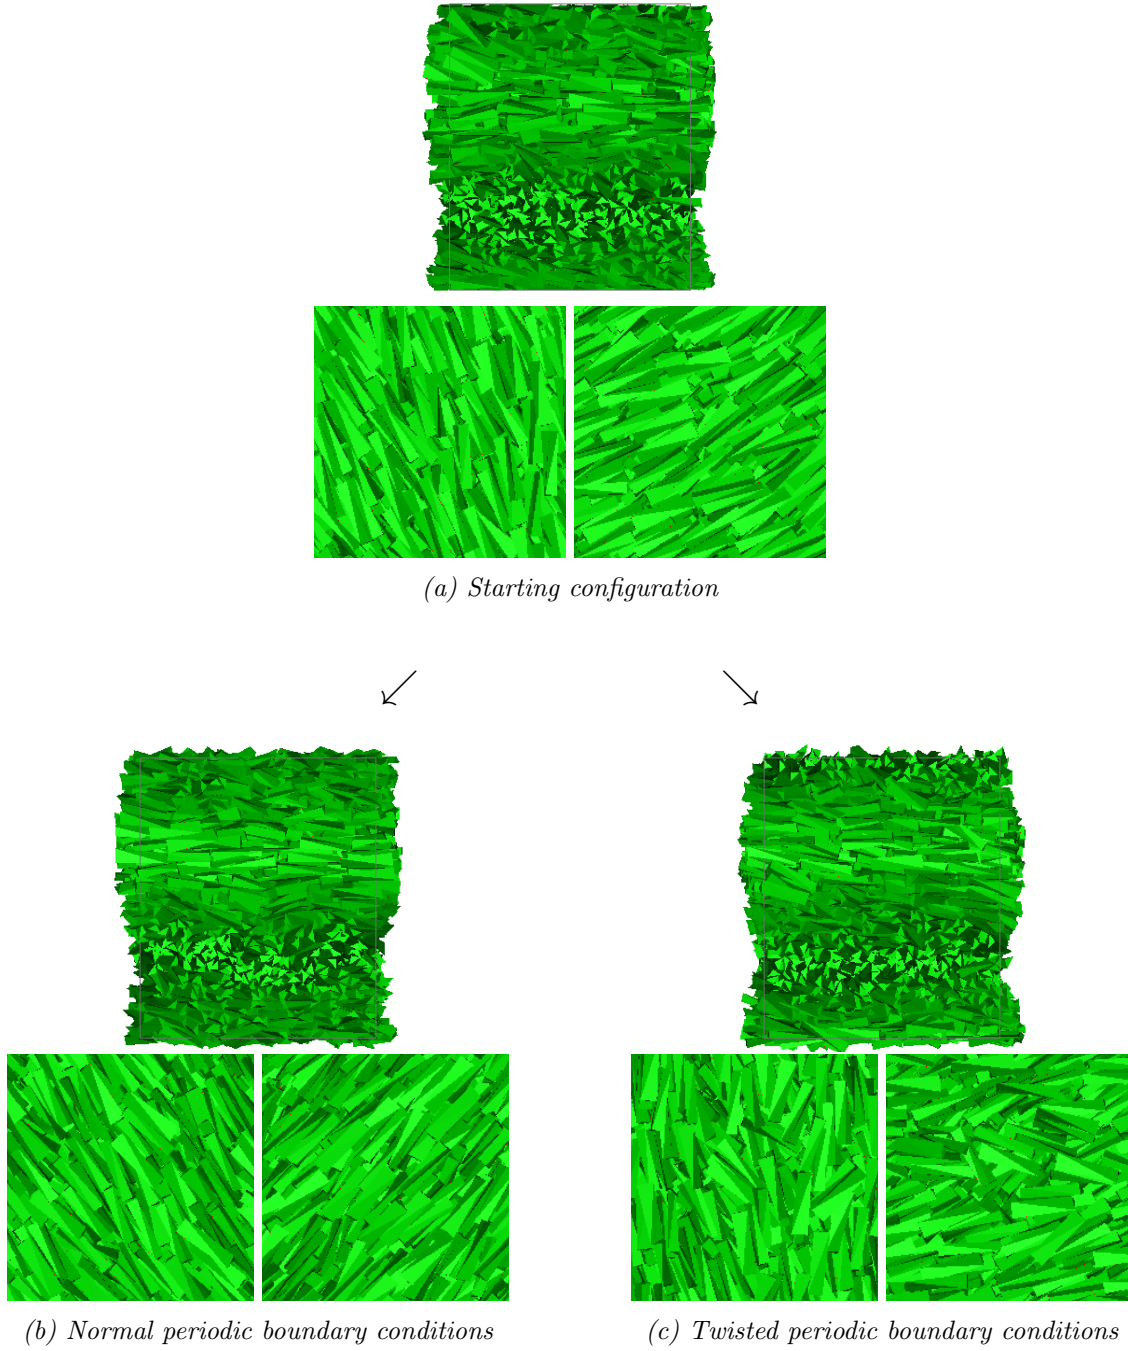 (a) Starting configuration
(b) Normal periodic boundary conditions
(c) Twisted periodic boundary conditions